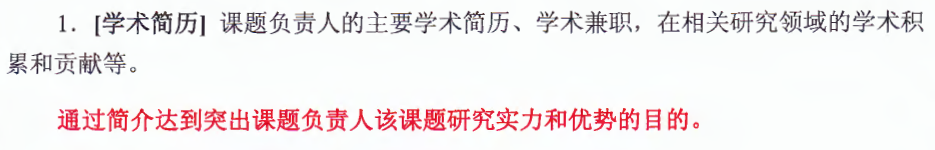 1. [学术简历] 课题负责人的主要学术简历、学术兼职，在相关研究领域的学术积
累和贡献等。
通过简介达到突出课题负责人该课题研究实力和优势的目的。